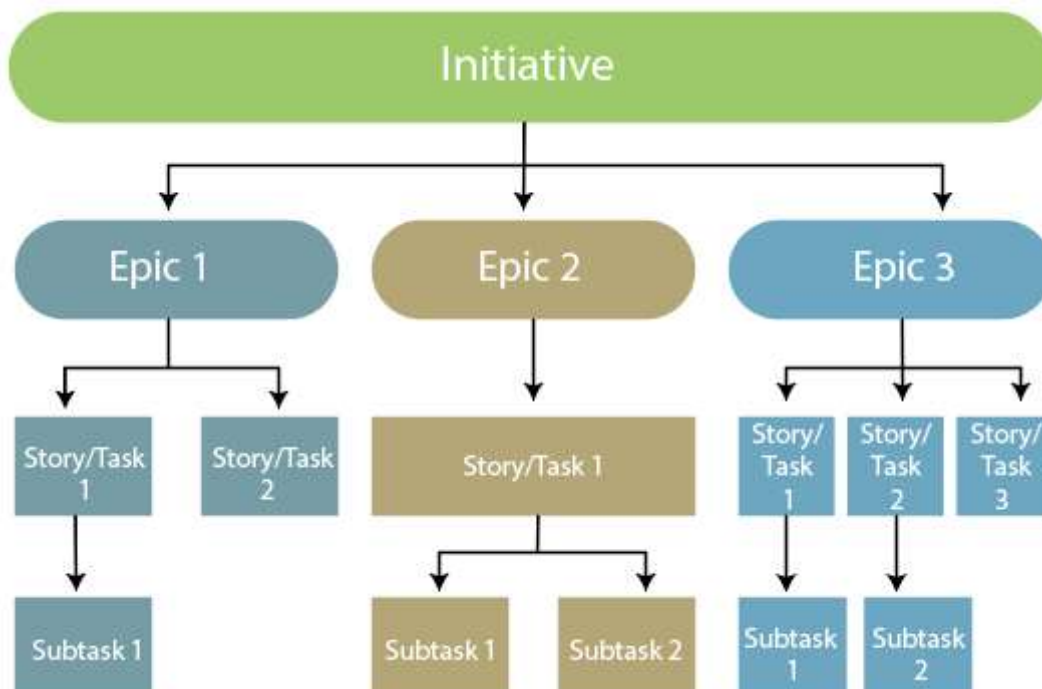 Initiative
Epic 1
Epic 2
Epic 3
Story/Task
1
Story/Task
2
Story/Task 1
Story/
Task
1
Story/
Task
2
Story/
Task
3
Subtask 1
Subtask 1
Subtask 2
Subtask
1
Subtask
2